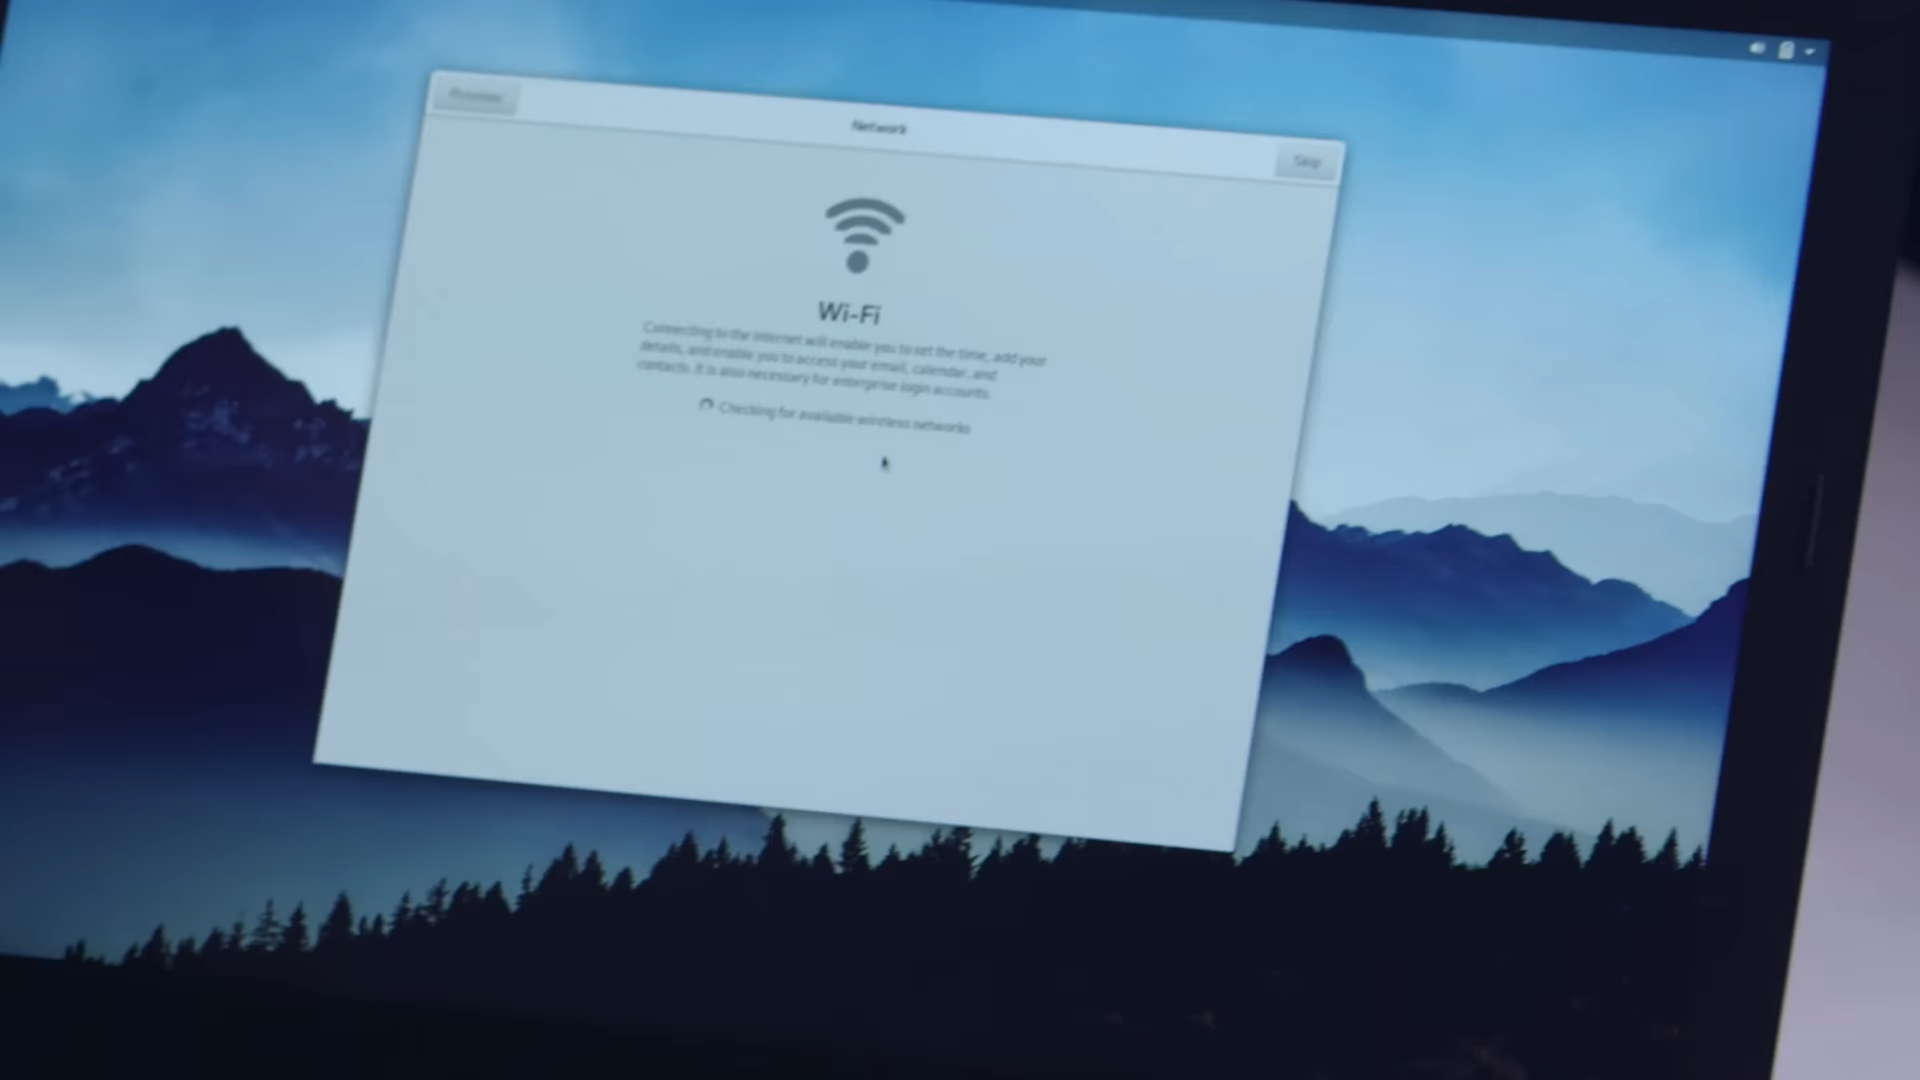 Previous
Network
Skip
Wi-Fi
Connecting to the Internet will enable you to set the time, add your
details, and enable you to access your email, calendar, and
contacts. It is also necessary for enterprise login accounts.
Checking for available wireless networks